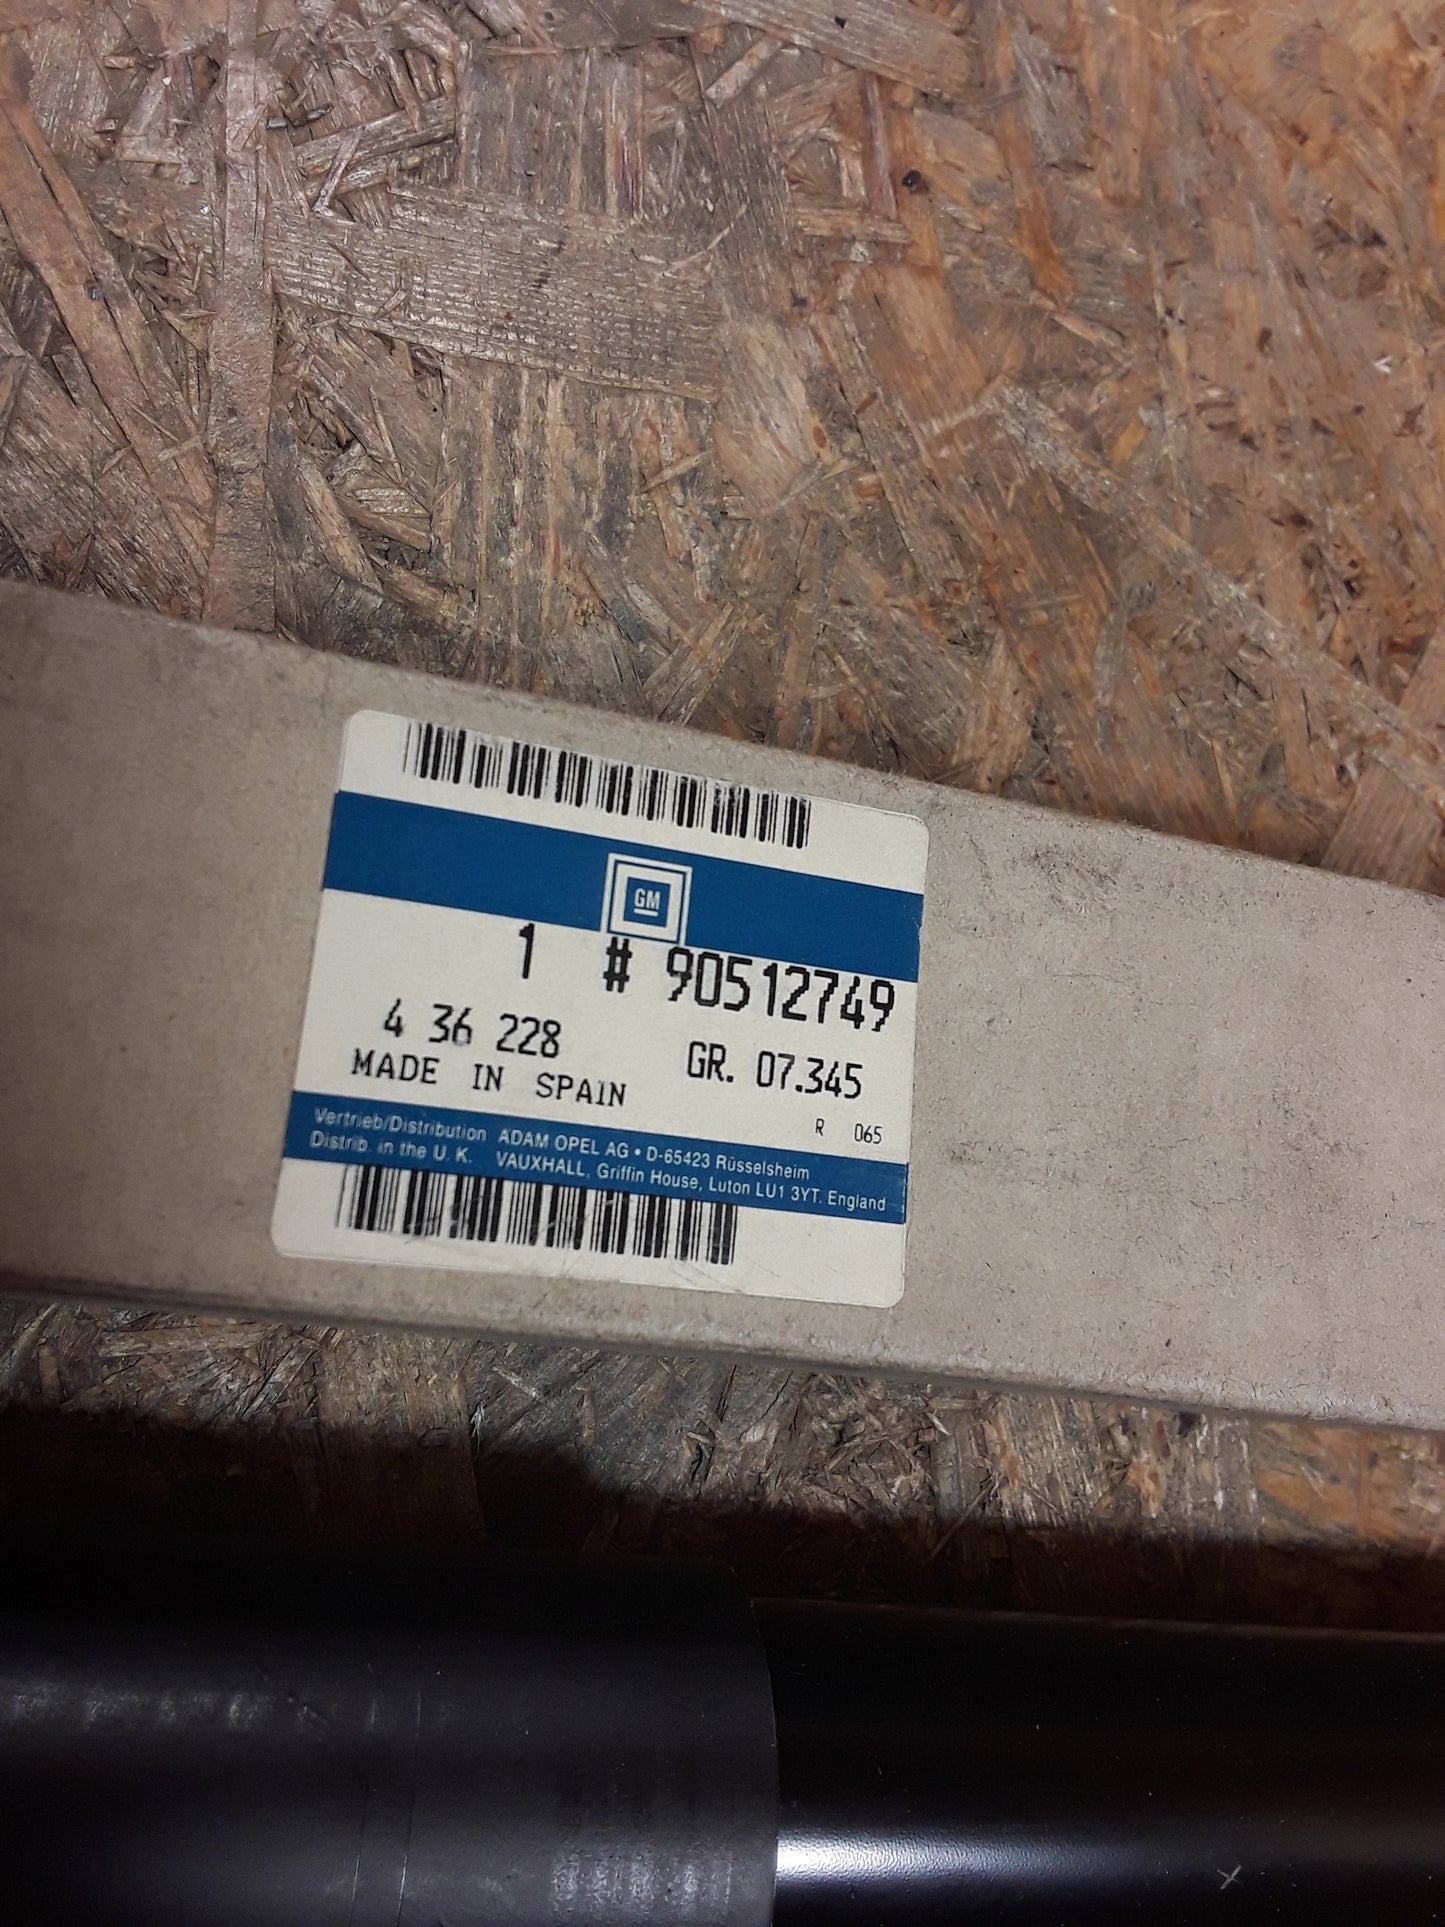 GM
1 # 90512749
4 36 228 GR. 07.345
MADE IN SPAIN
R 065
Vertrieb/Distribution ADAM OPEL AG • D-65423 Rüsselsheim
Distrib. in the U. K. VAUXHALL, Griffin House, Luton LU1 3YT. England